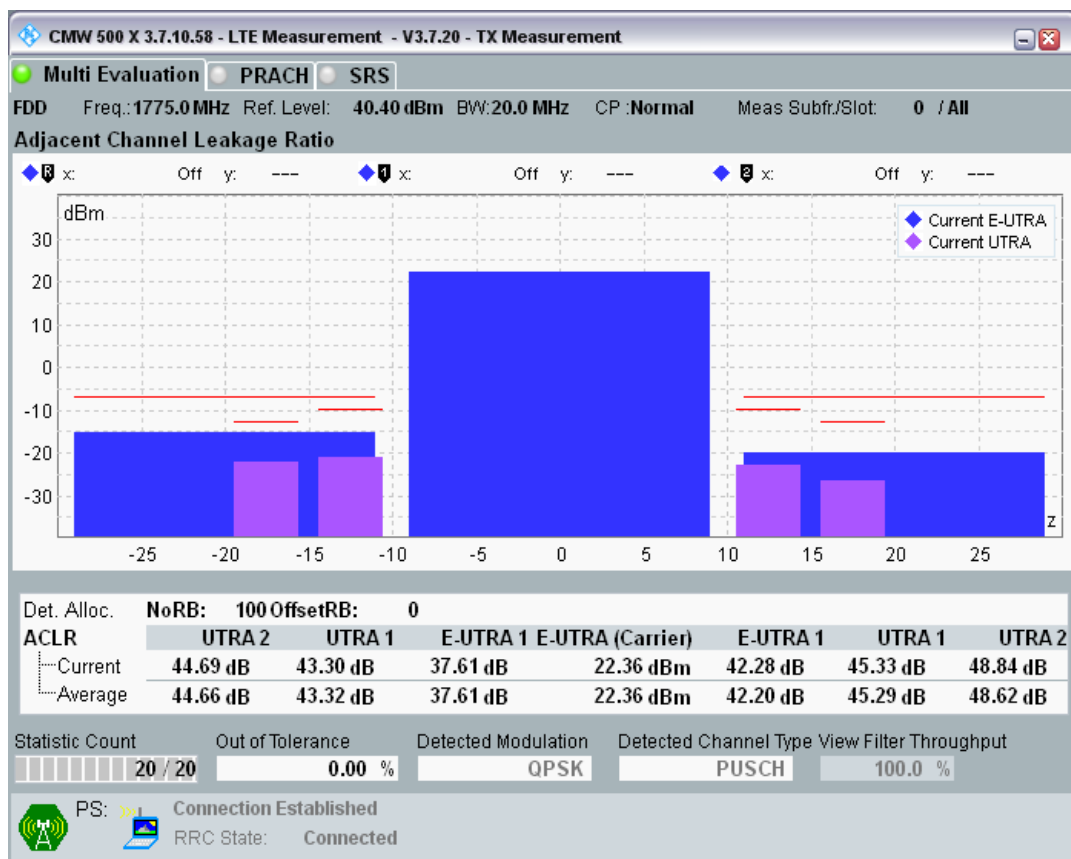 CMW 500 X 3.7.10.58 - LTE Measurement - V3.7.20 - TX Measurement
Multi Evaluation PRACH SRS
FDD Freq.:1775.0 MHz Ref. Level: 40.40 dBm BW:20.0 MHz CP :Normal Meas Subfr./Slot: 0 / All
Adjacent Channel Leakage Ratio
R x: Off y: --- 1 x: Off y: --- 2 x: Off y: ---
dBm
Current E-UTRA
Current UTRA
30
20
10
0
-10
-20
-30
z
-25 -20 -15 -10 -5 0 5 10 15 20 25
Det. Alloc. NoRB: 100 OffsetRB: 0
ACLR UTRA 2 UTRA 1 E-UTRA 1 E-UTRA (Carrier) E-UTRA 1 UTRA 1 UTRA 2
Current 44.69 dB 43.30 dB 37.61 dB 22.36 dBm 42.28 dB 45.33 dB 48.84 dB
Average 44.66 dB 43.32 dB 37.61 dB 22.36 dBm 42.20 dB 45.29 dB 48.62 dB
Statistic Count Out of Tolerance Detected Modulation Detected Channel Type View Filter Throughput
20 / 20 0.00 % QPSK PUSCH 100.0 %
PS: Connection Established
RRC State: Connected